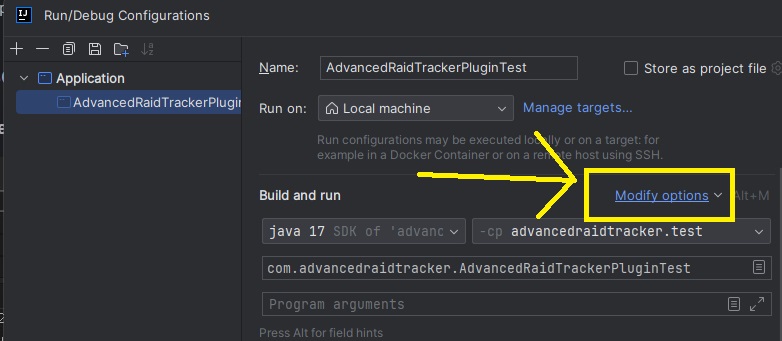 IJ Run/Debug Configurations
Application
AdvancedRaidTrackerPlugin
Name: AdvancedRaidTrackerPluginTest
Store as project file
Run on: Local machine
Manage targets...
Run configurations may be executed locally or on a target: for
example in a Docker Container or on a remote host using SSH.
Build and run
Modify options Alt+M
java 17 SDK of 'advanc
-cp advancedraidtracker.test
com.advancedraidtracker.AdvancedRaidTrackerPluginTest
Program arguments
Press Alt for field hints